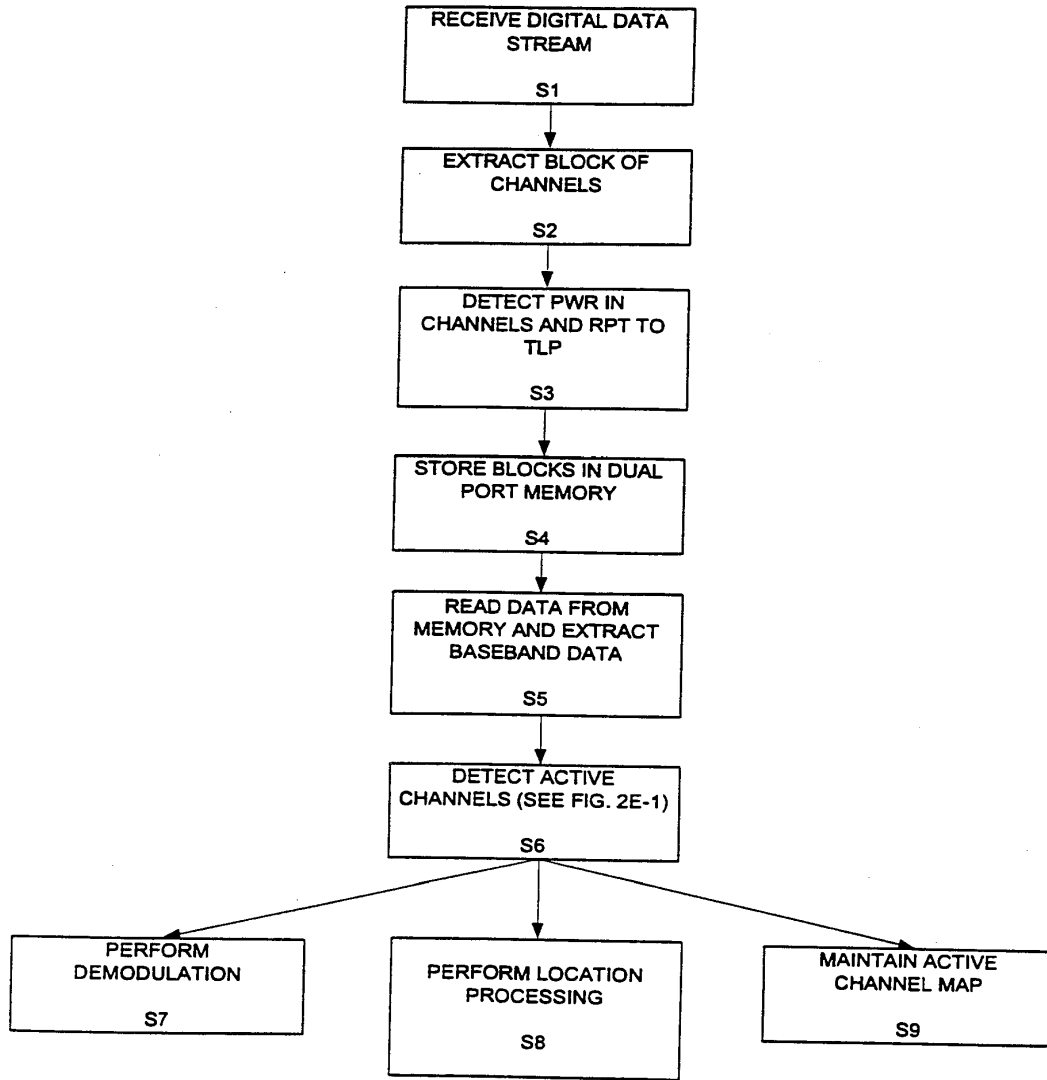 RECEIVE DIGITAL DATA
STREAM
S1
EXTRACT BLOCK OF
CHANNELS
S2
DETECT PWR IN
CHANNELS AND RPT TO
TLP
S3
STORE BLOCKS IN DUAL
PORT MEMORY
S4
READ DATA FROM
MEMORY AND EXTRACT
BASEBAND DATA
S5
DETECT ACTIVE
CHANNELS (SEE FIG. 2E-1)
S6
PERFORM
DEMODULATION
S7
PERFORM LOCATION
PROCESSING
S8
MAINTAIN ACTIVE
CHANNEL MAP
S9